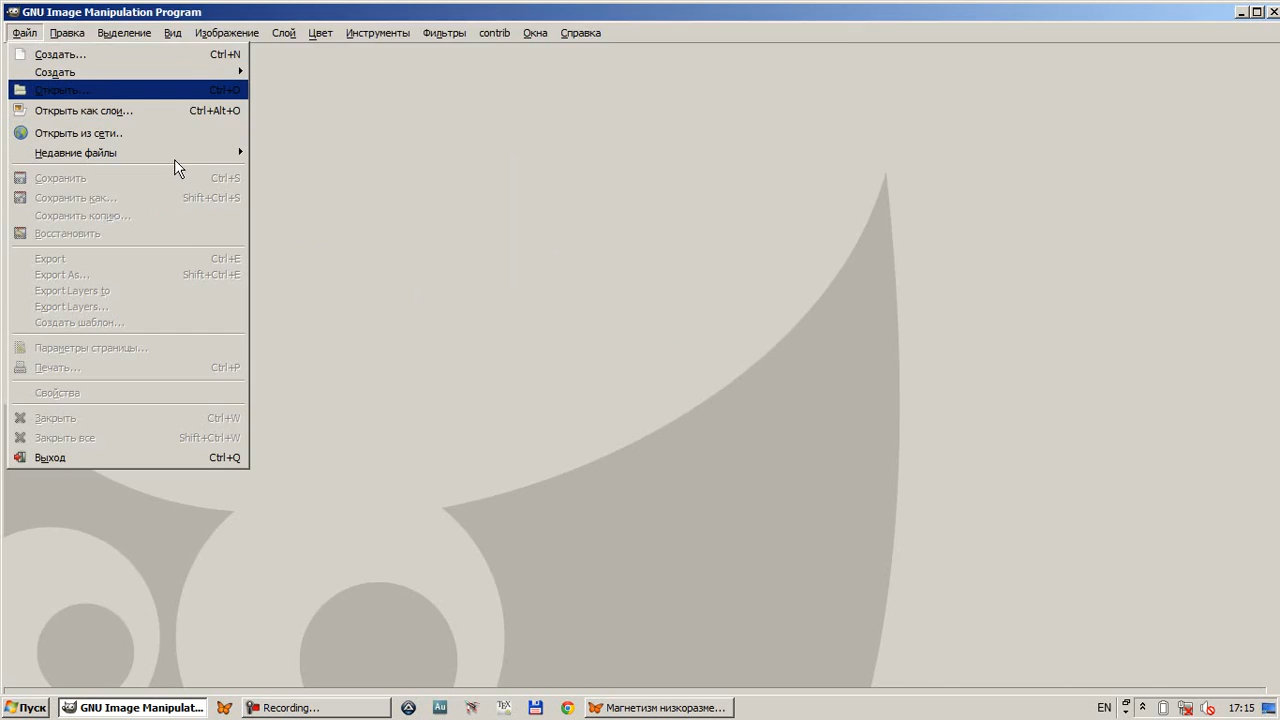 GNU Image Manipulation Program
Файл Правка Выделение Вид Изображение Слой Цвет Инструменты Фильтры contrib Окна Справка
Создать... Ctrl+N
Создать
Открыть... Ctrl+O
Открыть как слои... Ctrl+Alt+O
Открыть из сети..
Недавние файлы
Сохранить Ctrl+S
Сохранить как... Shift+Ctrl+S
Сохранить копию...
Восстановить
Export Ctrl+E
Export As... Shift+Ctrl+E
Export Layers to
Export Layers...
Создать шаблон...
Параметры страницы...
Печать... Ctrl+P
Свойства
Закрыть Ctrl+W
Закрыть все Shift+Ctrl+W
Выход Ctrl+Q
Пуск GNU Image Manipulat... Recording... Au TEX Магнетизм низкоразме... EN 17:15